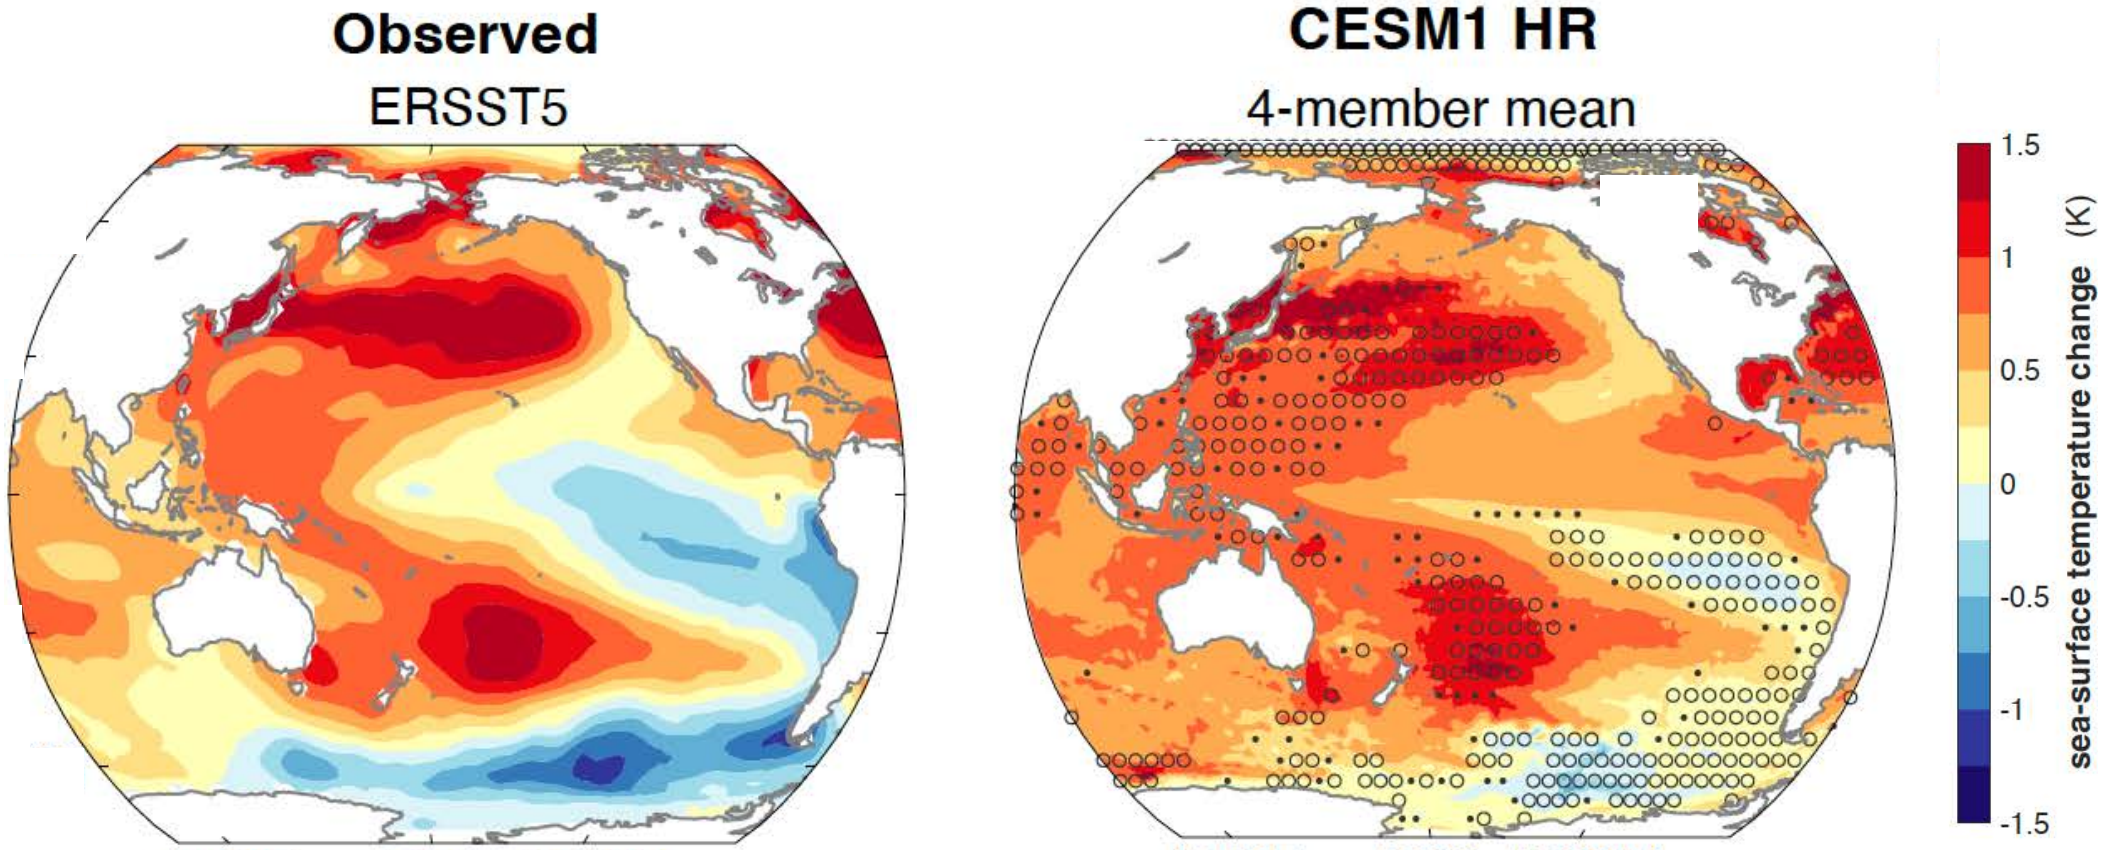 Observed
ERSST5
CESM1 HR
4-member mean
1.5
1
0.5
0
-0.5
-1
-1.5
sea-surface temperature change (K)